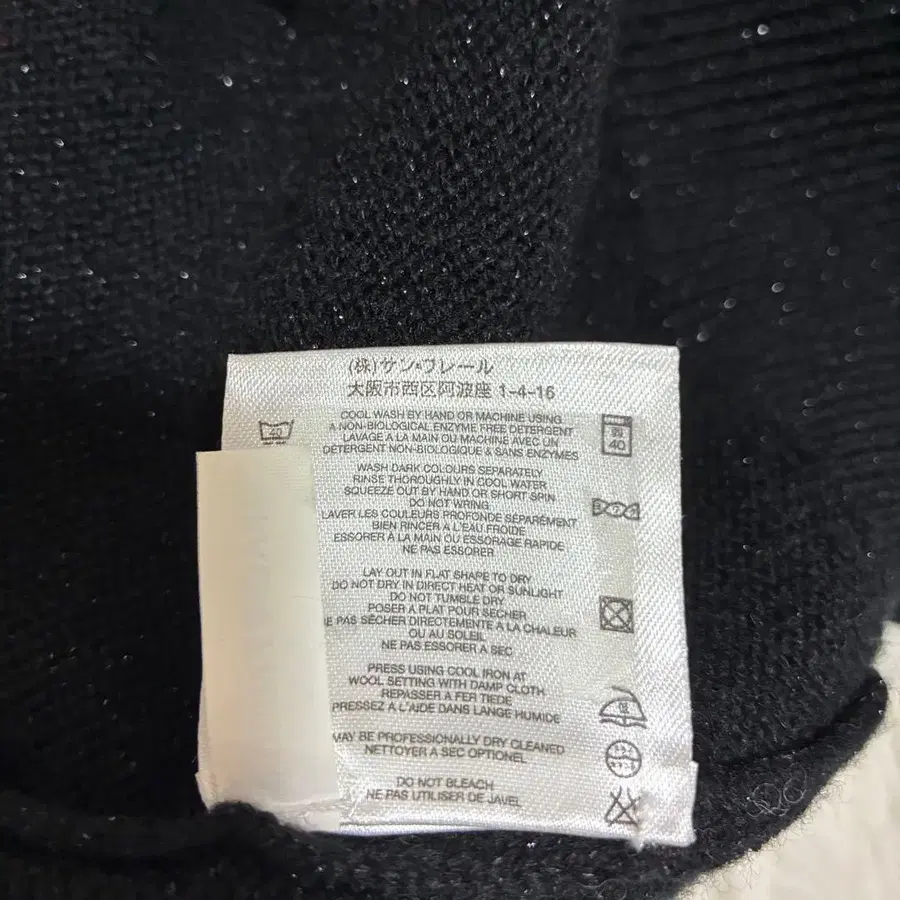 (株)サン・フレール
大阪市西区阿波座 1-4-16
COOL WASH BY HAND OR MACHINE USING
A NON-BIOLOGICAL ENZYME FREE DETERGENT
LAVAGE A LA MAIN OU MACHINE AVEC UN
DETERGENT NON-BIOLOGIQUE & SANS ENZYMES
40
40
WASH DARK COLOURS SEPARATELY
RINSE THOROUGHLY IN COOL WATER
SQUEEZE OUT BY HAND OR SHORT SPIN
DO NOT WRING
LAVER LES COULEURS PROFONDE SÉPARÉMENT
BIEN RINCER A L'EAU FROIDE
ESSORER A LA MAIN OU ESSORAGE RAPIDE
NE PAS ESSORER
LAY OUT IN FLAT SHAPE TO DRY
DO NOT DRY IN DIRECT HEAT OR SUNLIGHT
DO NOT TUMBLE DRY
POSER A PLAT POUR SÉCHER
NE PAS SÉCHER DIRECTEMENTE A LA CHALEUR
OU AU SOLEIL
NE PAS ESSORER A SEC
PRESS USING COOL IRON AT
WOOL SETTING WITH DAMP CLOTH
REPASSER A FER TIEDE
PRESSEZ A L'AIDE DANS LANGE HUMIDE
MAY BE PROFESSIONALLY DRY CLEANED
NETTOYER A SEC OPTIONEL
DO NOT BLEACH
NE PAS UTILISER DE JAVEL